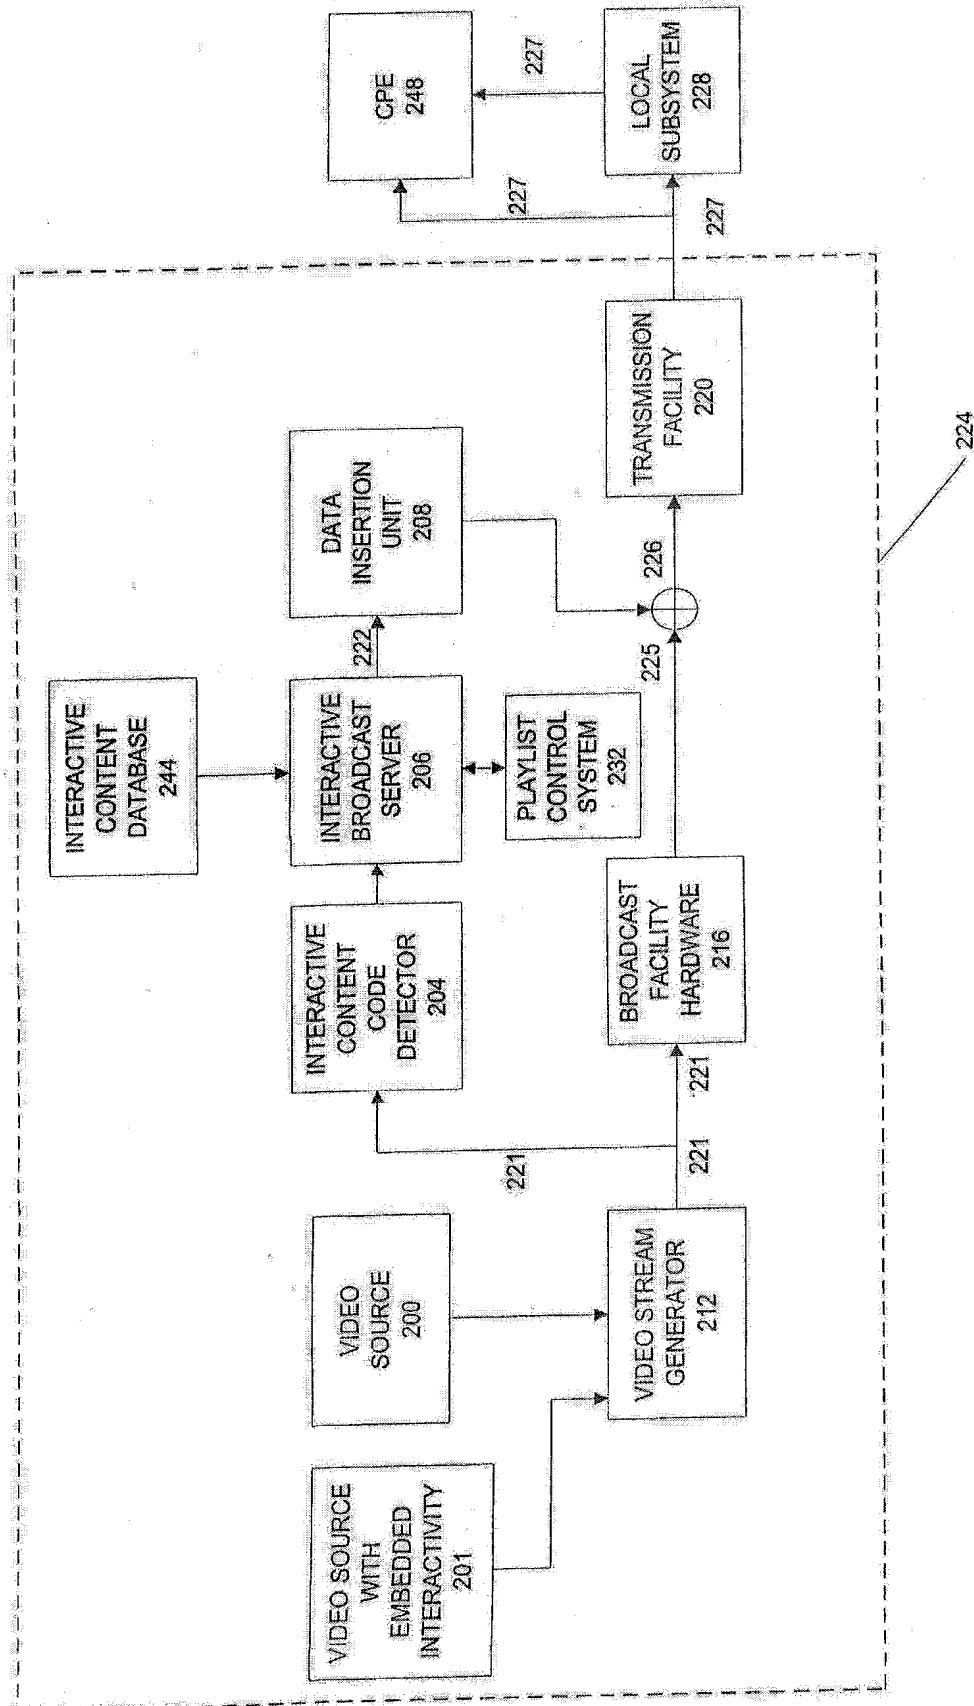 VIDEO SOURCE
WITH
EMBEDDED
INTERACTIVITY
201
VIDEO
SOURCE
200
VIDEO STREAM
GENERATOR
212
221
221
221
INTERACTIVE
CONTENT
CODE
DETECTOR
204
BROADCAST
FACILITY
HARDWARE
216
INTERACTIVE
CONTENT
DATABASE
244
INTERACTIVE
BROADCAST
SERVER
206
PLAYLIST
CONTROL
SYSTEM
232
222
225
DATA
INSERTION
UNIT
208
226
TRANSMISSION
FACILITY
220
224
227
227
227
CPE
248
LOCAL
SUBSYSTEM
228